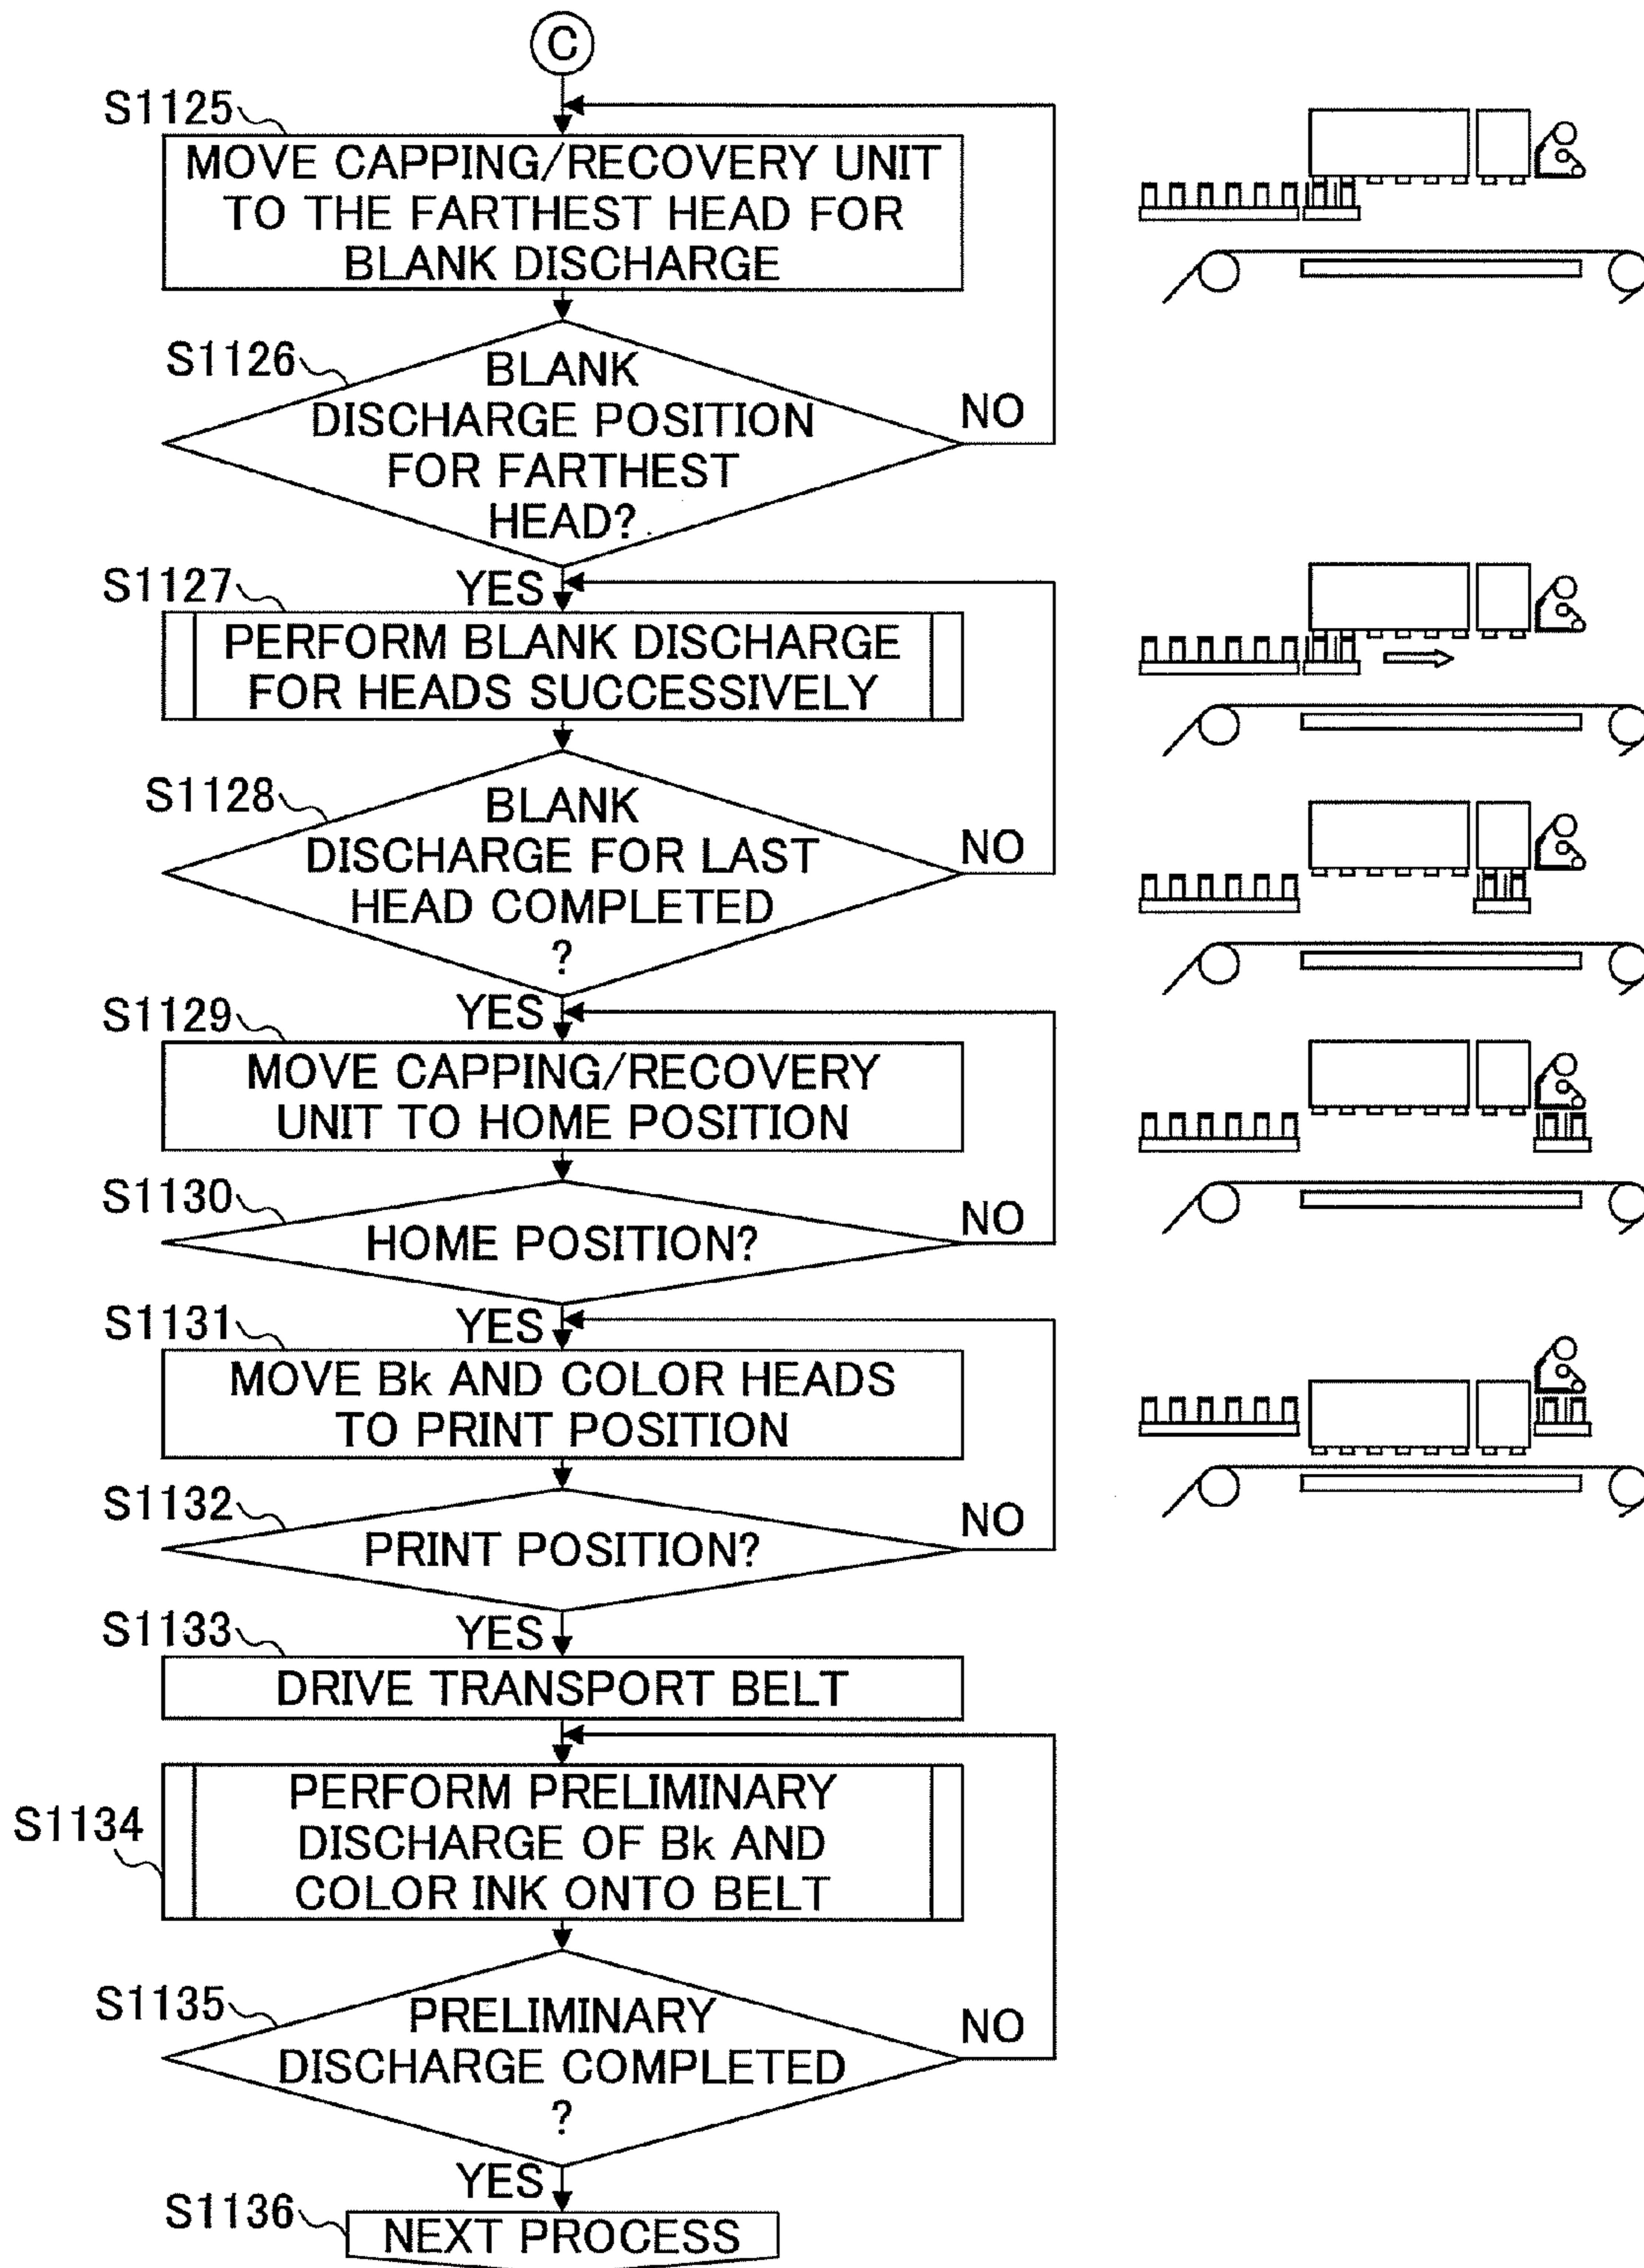 C
S1125
MOVE CAPPING/RECOVERY UNIT
TO THE FARTHEST HEAD FOR
BLANK DISCHARGE
S1126
BLANK
DISCHARGE POSITION
FOR FARTHEST
HEAD?
NO
YES
S1127
PERFORM BLANK DISCHARGE
FOR HEADS SUCCESSIVELY
S1128
BLANK
DISCHARGE FOR LAST
HEAD COMPLETED
?
NO
YES
S1129
MOVE CAPPING/RECOVERY
UNIT TO HOME POSITION
S1130
HOME POSITION?
NO
YES
S1131
MOVE Bk AND COLOR HEADS
TO PRINT POSITION
S1132
PRINT POSITION?
NO
YES
S1133
DRIVE TRANSPORT BELT
S1134
PERFORM PRELIMINARY
DISCHARGE OF Bk AND
COLOR INK ONTO BELT
S1135
PRELIMINARY
DISCHARGE COMPLETED
?
NO
YES
S1136
NEXT PROCESS